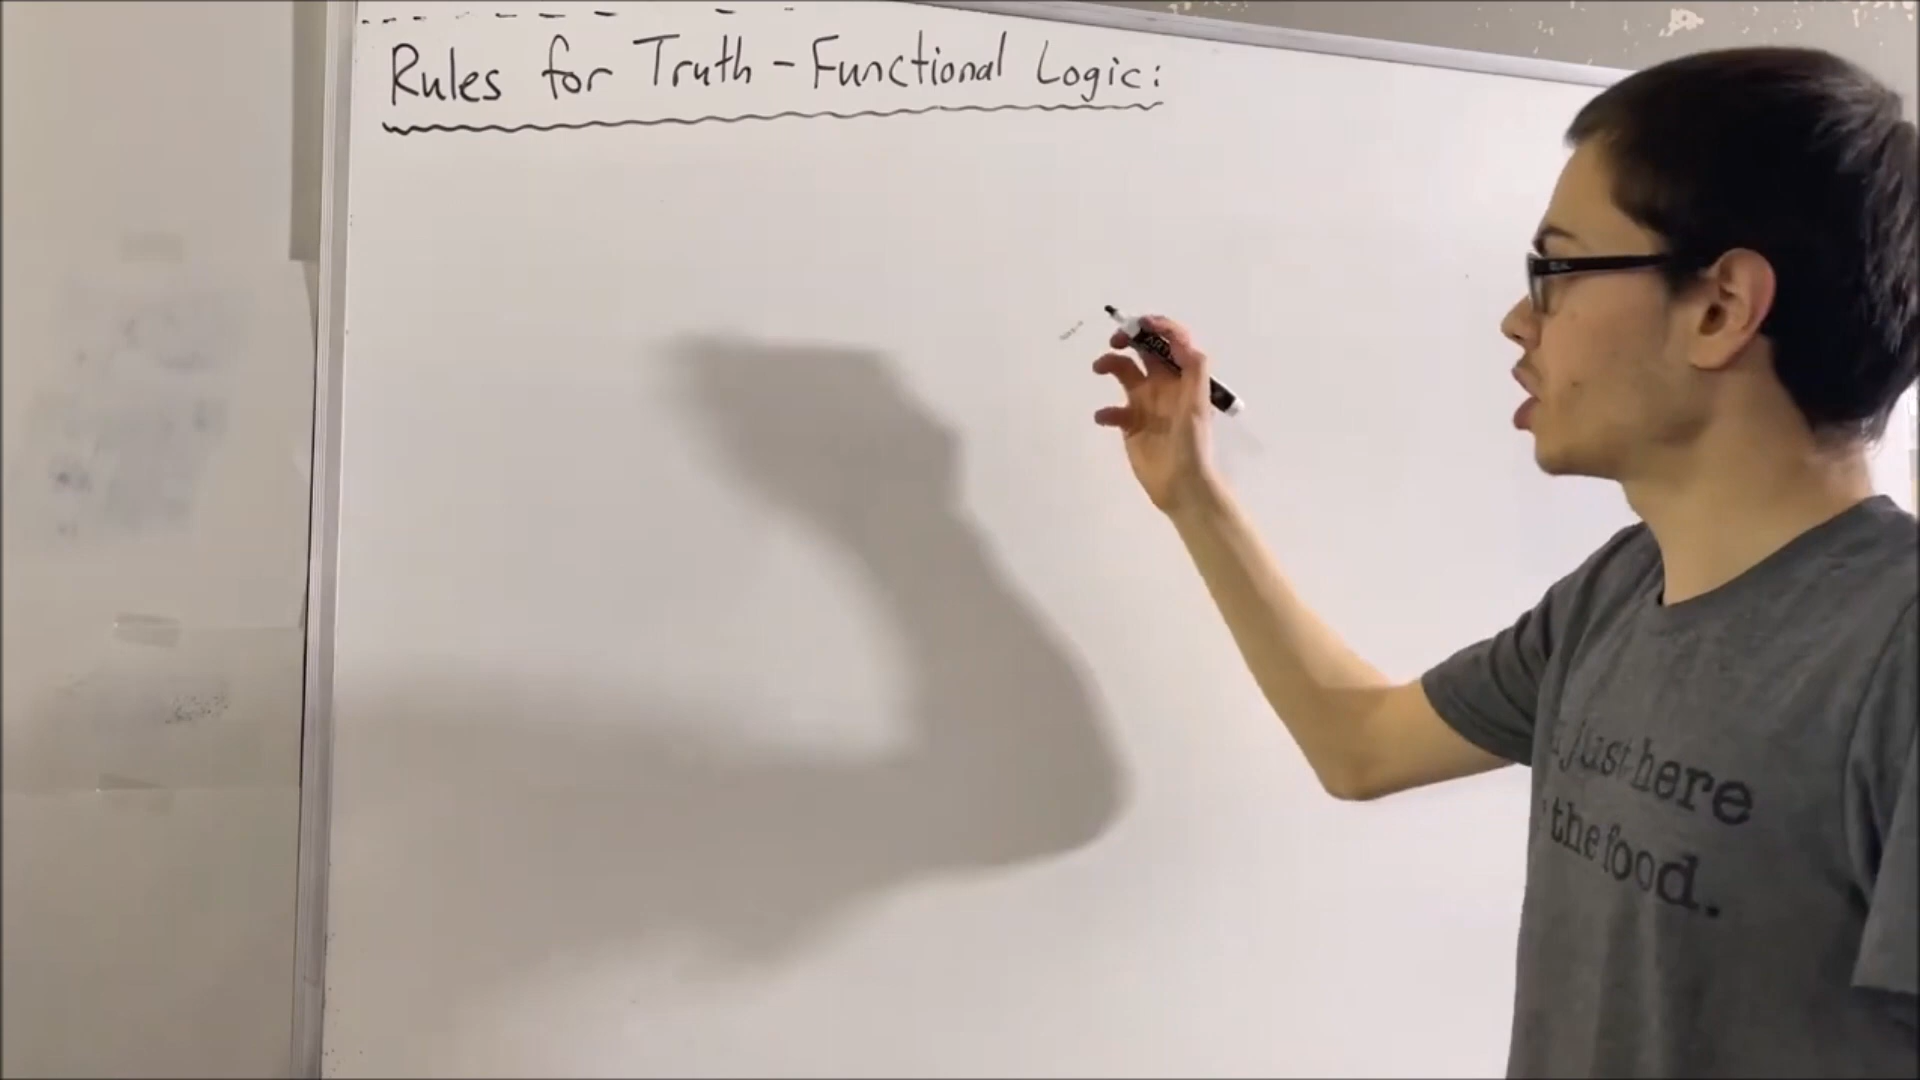 Rules for Truth - Functional Logic:
just here
the food.